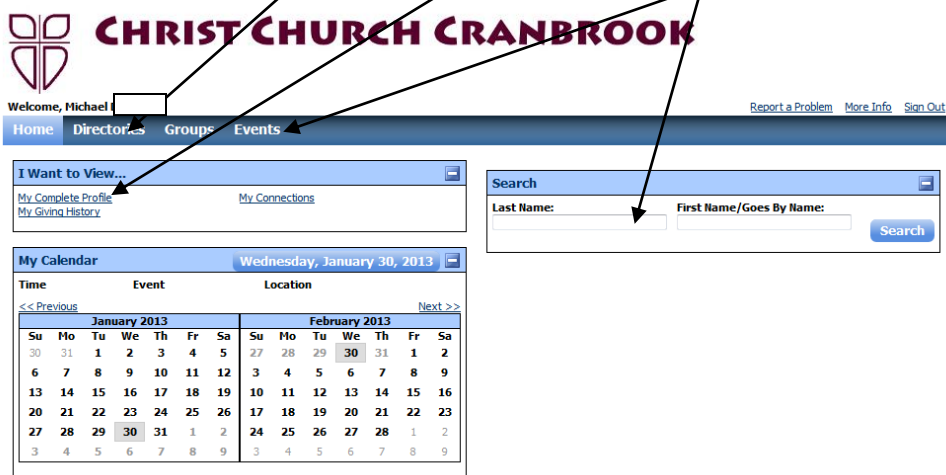 CHRIST CHURCH CRANBROOK
Welcome, Michael
Report a Problem More Info Sign Out
Home Directories Groups Events
I Want to View...
My Complete Profile My Connections
My Giving History
Search
Last Name: First Name/Goes By Name:
Search
My Calendar Wednesday, January 30, 2013
Time Event Location
<< Previous Next >>
January 2013 February 2013
Su Mo Tu We Th Fr Sa Su Mo Tu We Th Fr Sa
30 31 1 2 3 4 5 27 28 29 30 31 1 2
6 7 8 9 10 11 12 3 4 5 6 7 8 9
13 14 15 16 17 18 19 10 11 12 13 14 15 16
20 21 22 23 24 25 26 17 18 19 20 21 22 23
27 28 29 30 31 1 2 24 25 26 27 28 1 2
3 4 5 6 7 8 9 3 4 5 6 7 8 9